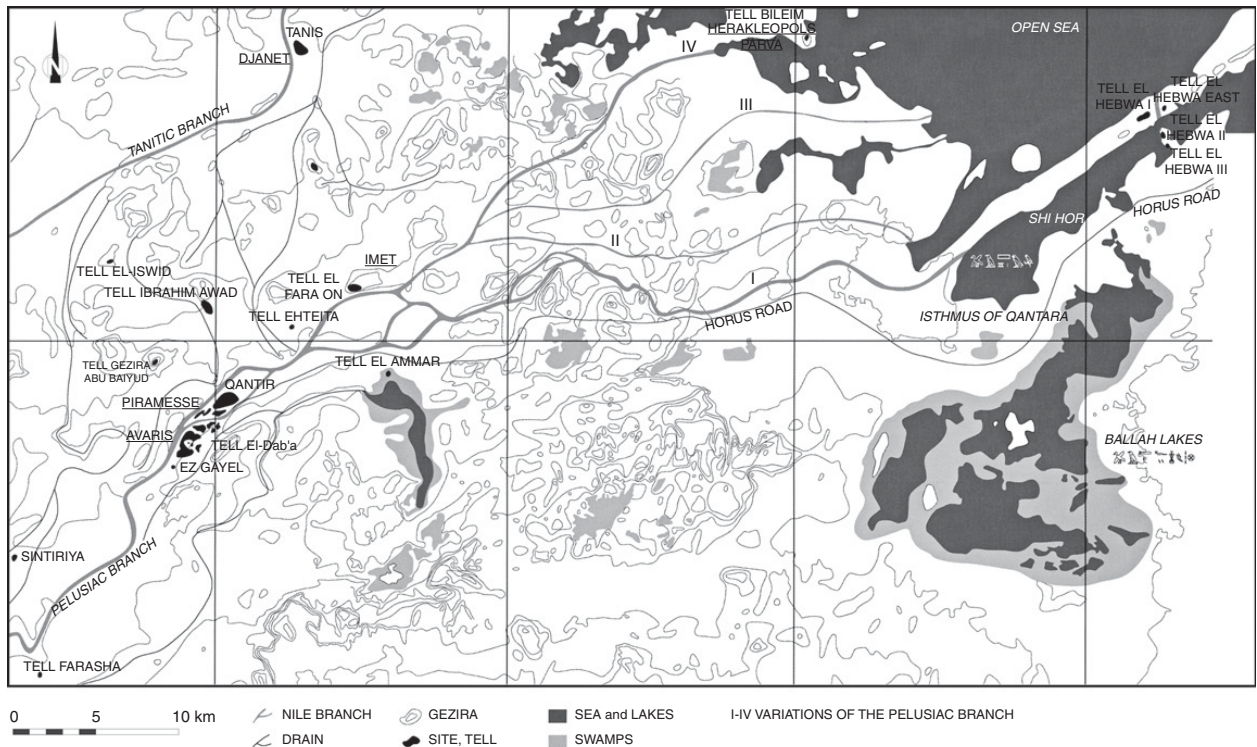 TELL BILEIM
HERAKLEOPOLS
PARVA
OPEN SEA
TANIS
DJANET
N
IV
III
TELL EL
HEBWA I
TELL EL
HEBWA EAST
TELL EL
HEBWA II
TELL EL
HEBWA III
TANITIC BRANCH
HORUS ROAD
SHI HOR
II
IMET
TELL EL-ISWID
TELL IBRAHIM AWAD
TELL EL
FARA ON
TELL EHTEITA
I
HORUS ROAD
ISTHMUS OF QANTARA
TELL GEZIRA
ABU BAIYUD
TELL EL AMMAR
QANTIR
PIRAMESSE
AVARIS
TELL El-Dab'a
EZ GAYEL
BALLAH LAKES
SINTIRIYA
PELUSIAC BRANCH
TELL FARASHA
0 5 10 km
NILE BRANCH
DRAIN
GEZIRA
SITE, TELL
SEA and LAKES
SWAMPS
I-IV VARIATIONS OF THE PELUSIAC BRANCH